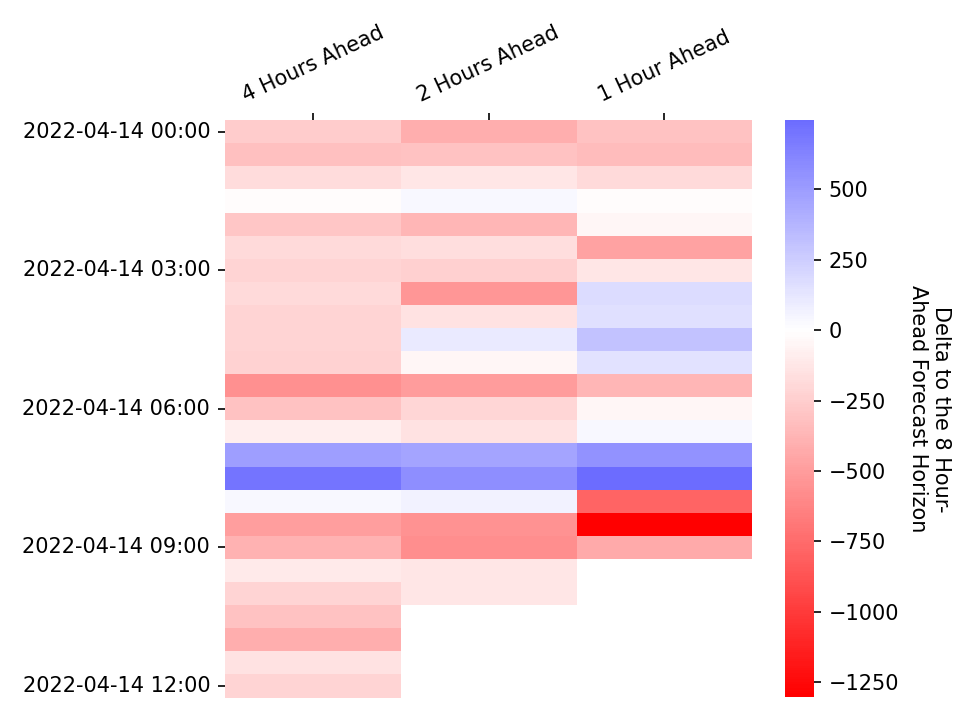 4 Hours Ahead
2 Hours Ahead
1 Hour Ahead
2022-04-14 00:00
2022-04-14 03:00
2022-04-14 06:00
2022-04-14 09:00
2022-04-14 12:00
500
250
0
−250
−500
−750
−1000
−1250
Delta to the 8 Hour-
Ahead Forecast Horizon